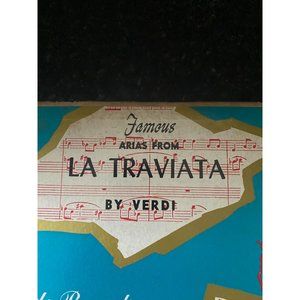 Famous
ARIAS FROM
LA TRAVIATA
BY VERDI